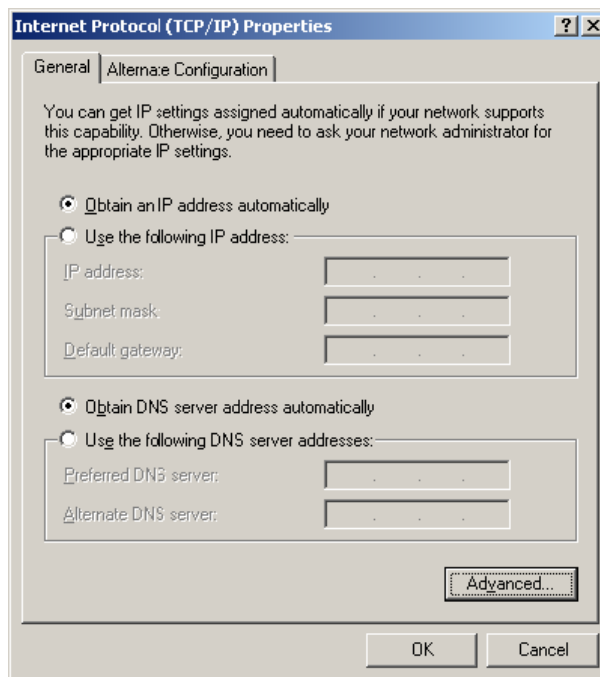 Internet Protocol (TCP/IP) Properties
General
Alternate Configuration
You can get IP settings assigned automatically if your network supports
this capability. Otherwise, you need to ask your network administrator for
the appropriate IP settings.
Obtain an IP address automatically
Use the following IP address:
IP address:
Subnet mask:
Default gateway:
Obtain DNS server address automatically
Use the following DNS server addresses:
Preferred DNS server:
Alternate DNS server:
Advanced...
OK
Cancel